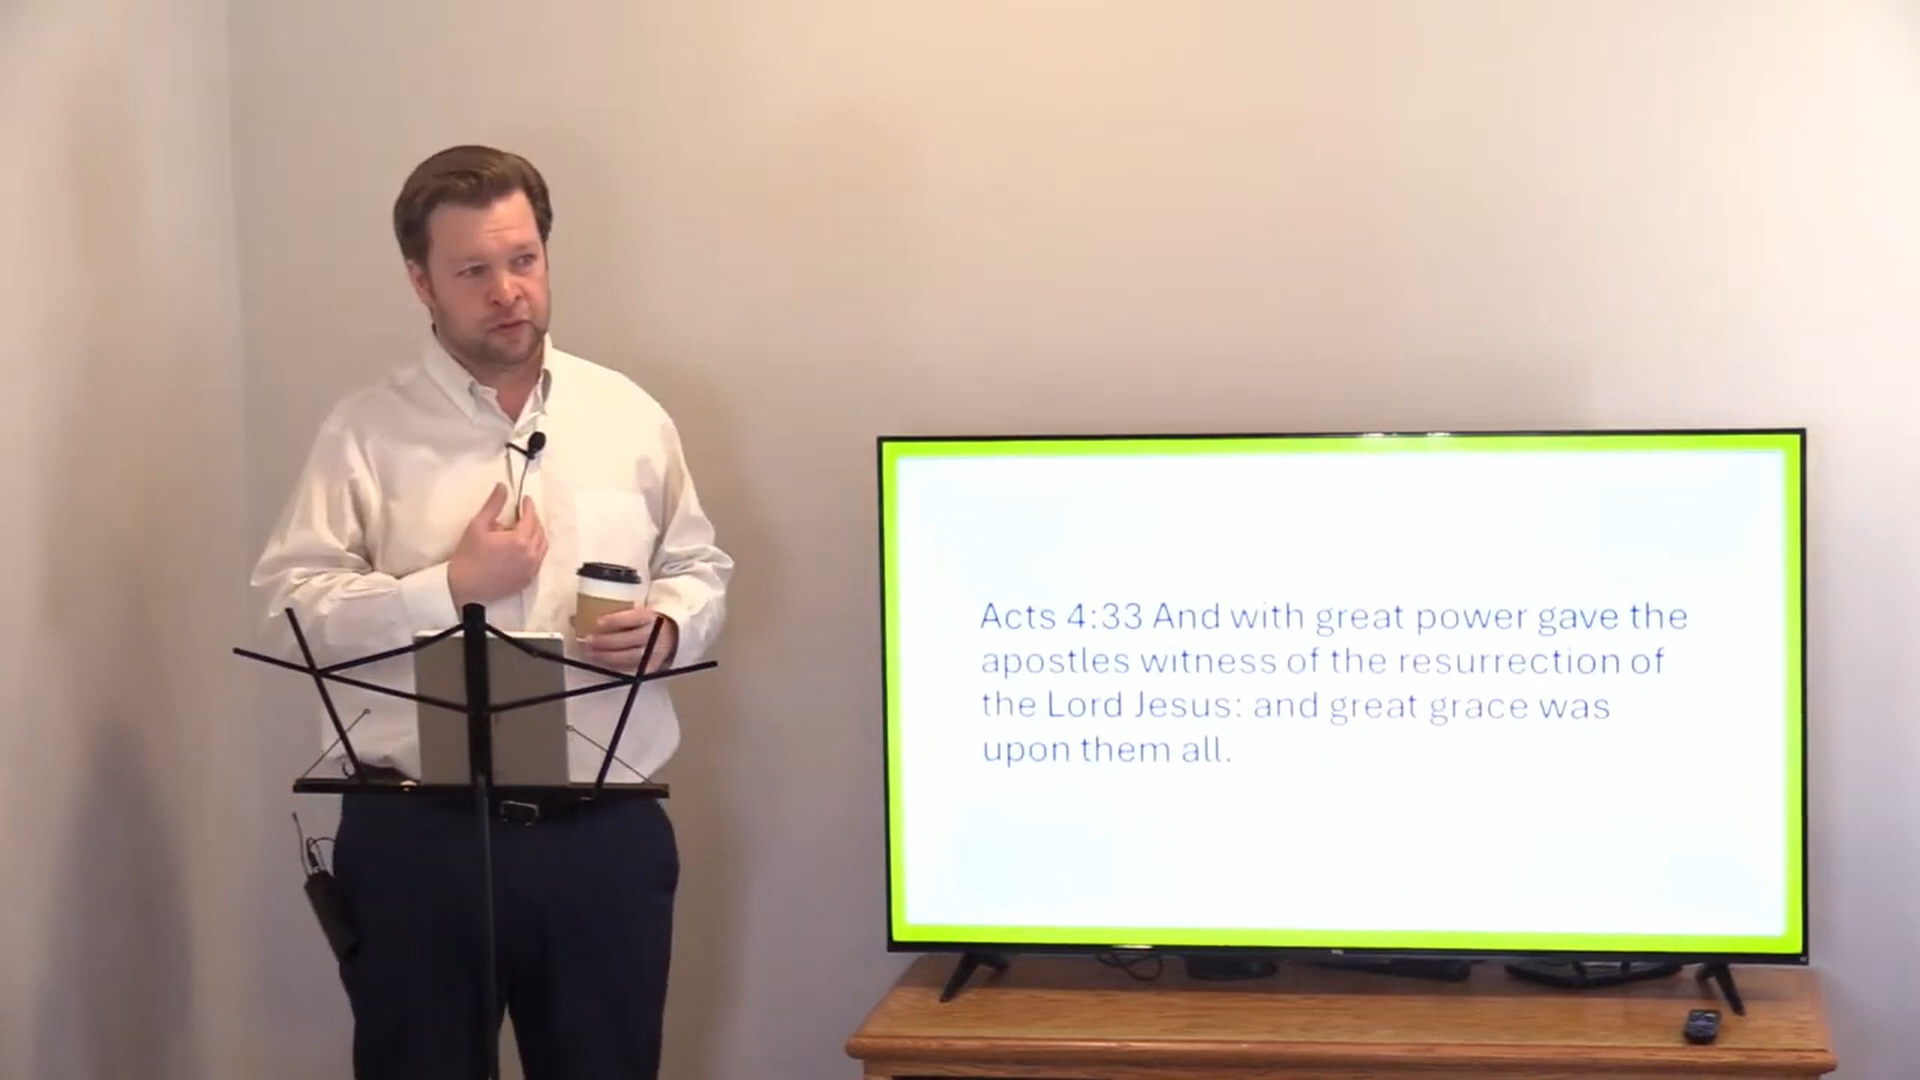 Acts 4:33 And with great power gave the
apostles witness of the resurrection of
the Lord Jesus: and great grace was
upon them all.